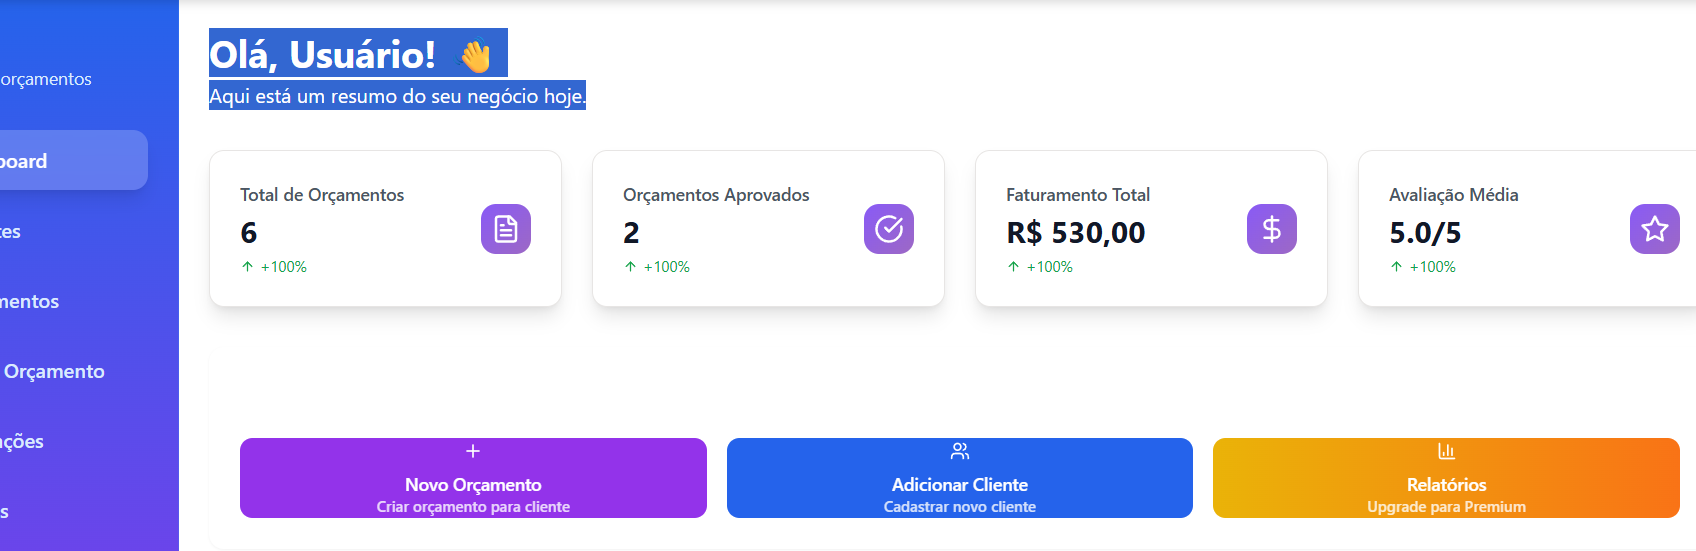 orçamentos
board
tes
mentos
Orçamento
ções
s
Olá, Usuário! 👋
Aqui está um resumo do seu negócio hoje.
Total de Orçamentos
6
↑ +100%
Orçamentos Aprovados
2
↑ +100%
Faturamento Total
R$ 530,00
↑ +100%
Avaliação Média
5.0/5
↑ +100%
Novo Orçamento
Criar orçamento para cliente
Adicionar Cliente
Cadastrar novo cliente
Relatórios
Upgrade para Premium